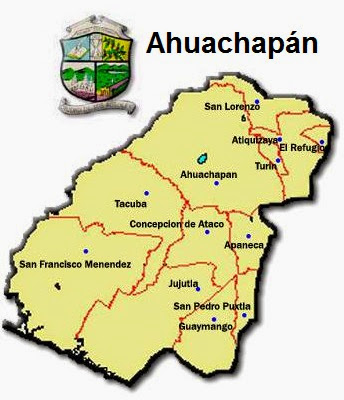 Ahuachapán
San Lorenzo
6
Atiquizaya
El Refugio
Turin
Ahuachapan
Tacuba
Concepcion de Ataco
Apaneca
San Francisco Menendez
Jujutla
San Pedro Puxtla
Guaymango